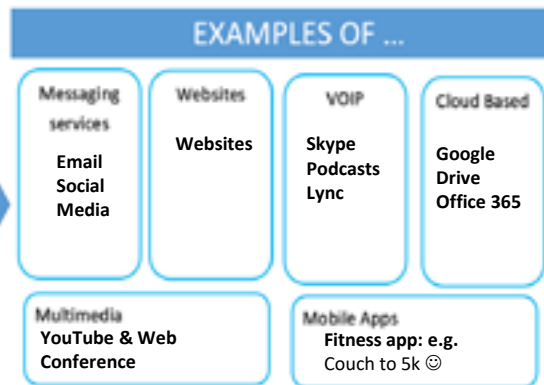 EXAMPLES OF ...
Messaging
services
Email
Social
Media
Websites
Websites
VOIP
Skype
Podcasts
Lync
Cloud Based
Google
Drive
Office 365
Multimedia
YouTube & Web
Conference
Mobile Apps
Fitness app: e.g.
Couch to 5k ☺